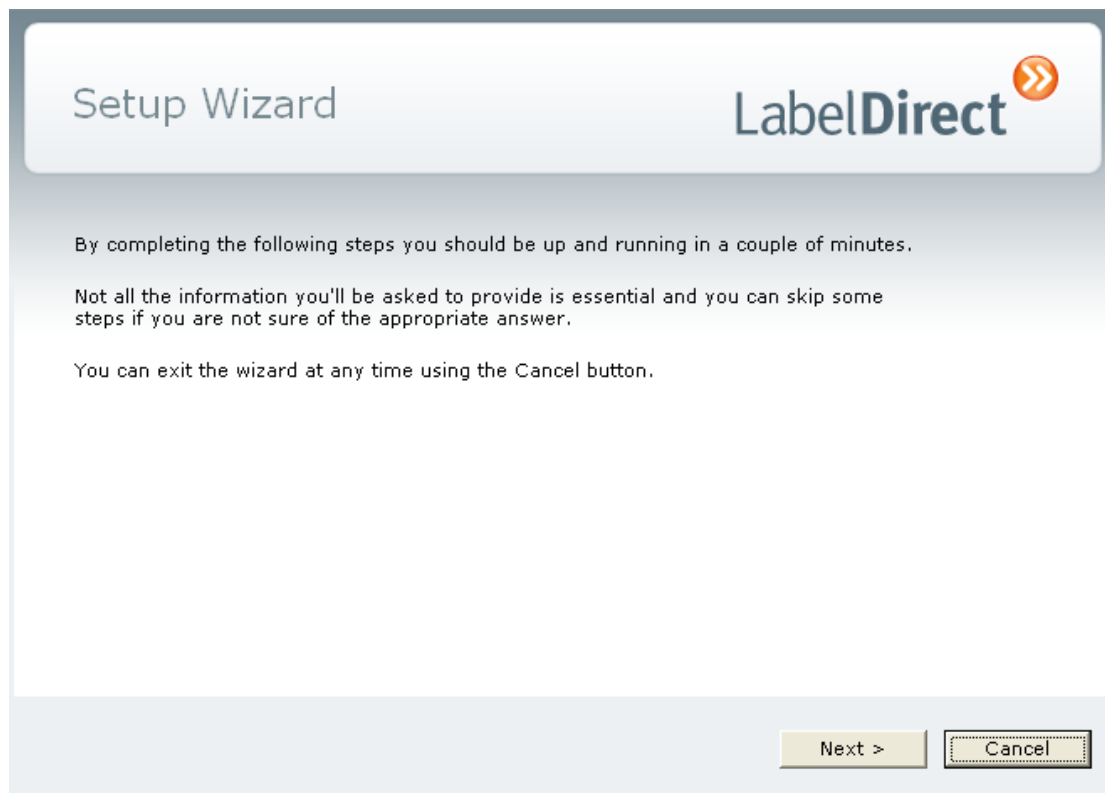 Setup Wizard
LabelDirect
By completing the following steps you should be up and running in a couple of minutes.
Not all the information you'll be asked to provide is essential and you can skip some
steps if you are not sure of the appropriate answer.
You can exit the wizard at any time using the Cancel button.
Next >
Cancel